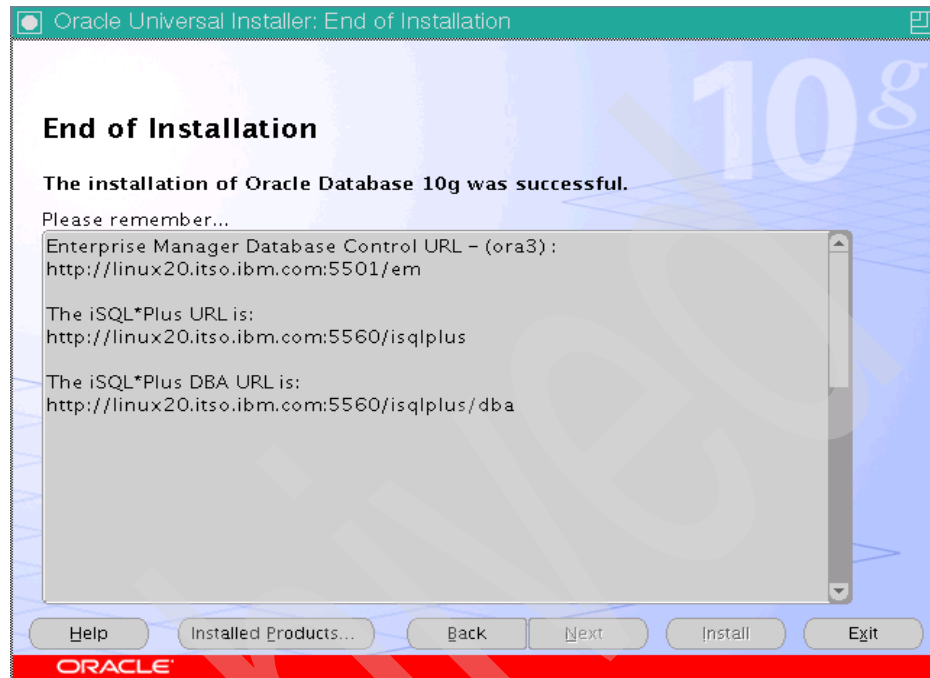 Oracle Universal Installer: End of Installation
10g
End of Installation
The installation of Oracle Database 10g was successful.
Please remember...
Enterprise Manager Database Control URL - (ora3) :
http://linux20.itso.ibm.com:5501/em
The iSQL*Plus URL is:
http://linux20.itso.ibm.com:5560/isqlplus
The iSQL*Plus DBA URL is:
http://linux20.itso.ibm.com:5560/isqlplus/dba
Help Installed Products... Back Next Install Exit
ORACLE